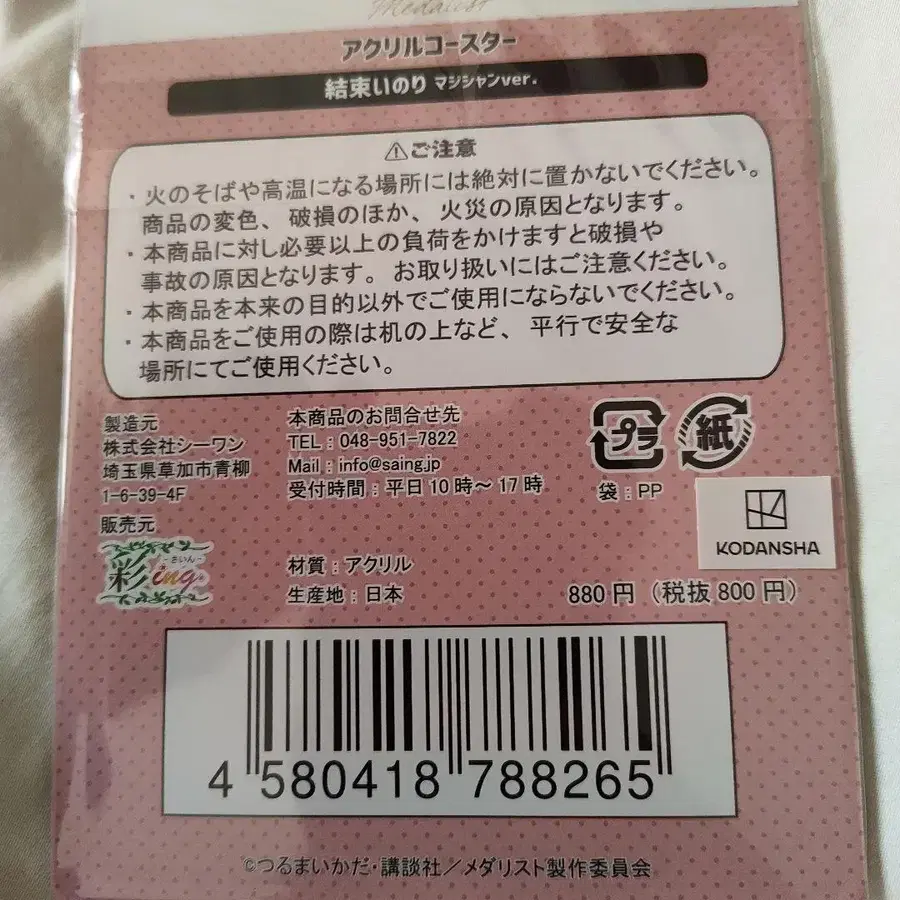 Medalist
アクリルコースター
結束いのり マジシャンver.
⚠ご注意
・火のそばや高温になる場所には絶対に置かないでください。
商品の変色、破損のほか、火災の原因となります。
・本商品に対し必要以上の負荷をかけますと破損や
事故の原因となります。お取り扱いにはご注意ください。
・本商品を本来の目的以外でご使用にならないでください。
・本商品をご使用の際は机の上など、平行で安全な
場所にてご使用ください。
製造元
株式会社シーワン
埼玉県草加市青柳
1-6-39-4F
販売元
彩ing.
-さいん-
本商品のお問合せ先
TEL：048-951-7822
Mail：info@saing.jp
受付時間：平日10時～17時
材質：アクリル
生産地：日本
プラ
紙
袋：PP
KODANSHA
880円（税抜800円）
4 580418 788265
©つるまいかだ・講談社／メダリスト製作委員会